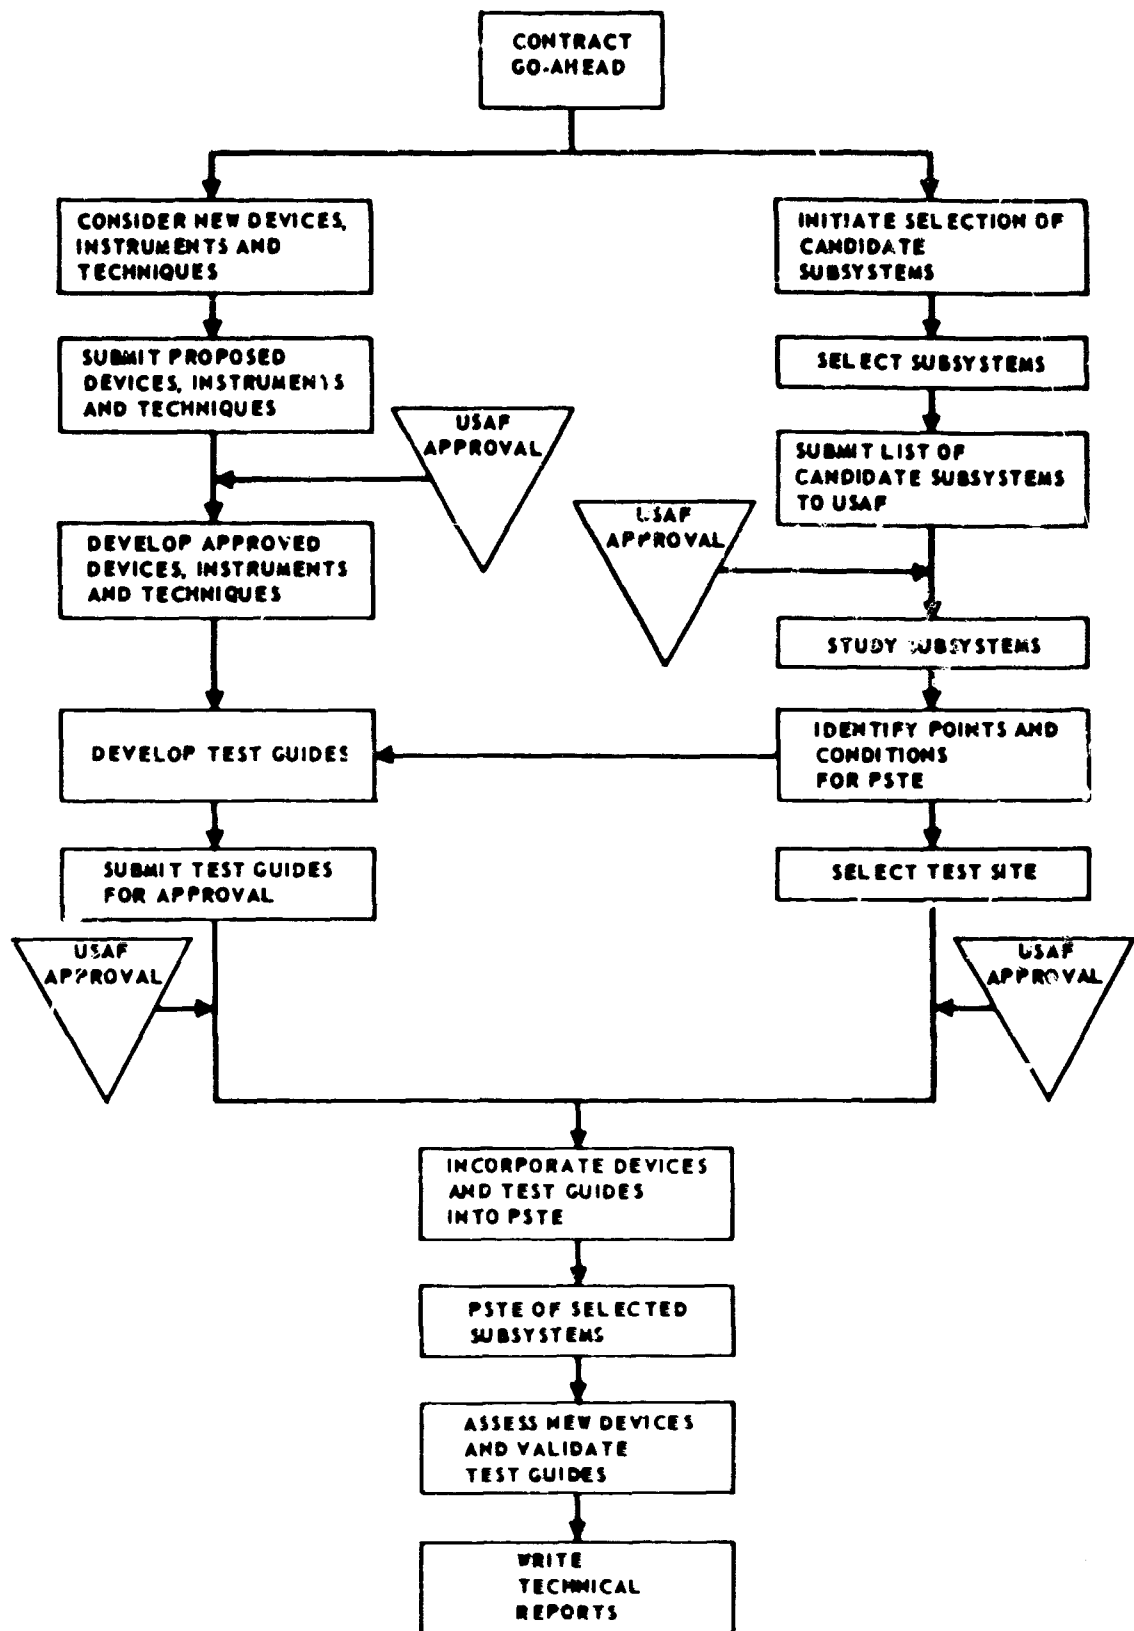 CONTRACT
GO-AHEAD
CONSIDER NEW DEVICES,
INSTRUMENTS AND
TECHNIQUES
INITIATE SELECTION OF
CANDIDATE
SUBSYSTEMS
SUBMIT PROPOSED
DEVICES, INSTRUMENTS
AND TECHNIQUES
SELECT SUBSYSTEMS
USAF
APPROVAL
SUBMIT LIST OF
CANDIDATE SUBSYSTEMS
TO USAF
USAF
APPROVAL
DEVELOP APPROVED
DEVICES, INSTRUMENTS
AND TECHNIQUES
STUDY SUBSYSTEMS
DEVELOP TEST GUIDES
IDENTIFY POINTS AND
CONDITIONS
FOR PSTE
SUBMIT TEST GUIDES
FOR APPROVAL
SELECT TEST SITE
USAF
APPROVAL
USAF
APPROVAL
INCORPORATE DEVICES
AND TEST GUIDES
INTO PSTE
PSTE OF SELECTED
SUBSYSTEMS
ASSESS NEW DEVICES
AND VALIDATE
TEST GUIDES
WRITE
TECHNICAL
REPORTS